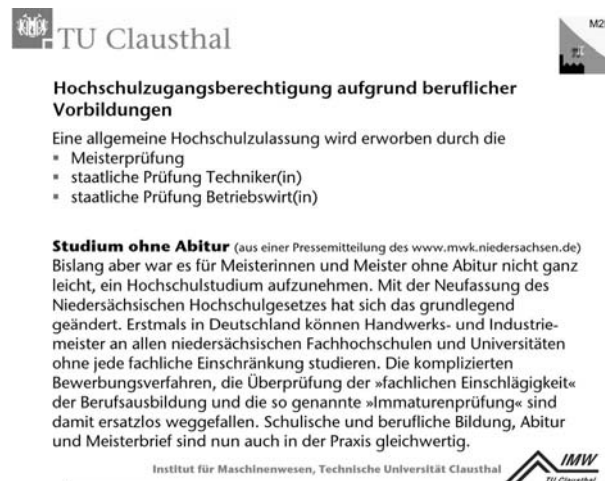 TU Clausthal
Hochschulzugangsberechtigung aufgrund beruflicher
Vorbildungen
Eine allgemeine Hochschulzulassung wird erworben durch die
▪ Meisterprüfung
▪ staatliche Prüfung Techniker(in)
▪ staatliche Prüfung Betriebswirt(in)
Studium ohne Abitur (aus einer Pressemitteilung des www.mwk.niedersachsen.de)
Bislang aber war es für Meisterinnen und Meister ohne Abitur nicht ganz
leicht, ein Hochschulstudium aufzunehmen. Mit der Neufassung des
Niedersächsischen Hochschulgesetzes hat sich das grundlegend
geändert. Erstmals in Deutschland können Handwerks- und Industrie-
meister an allen niedersächsischen Fachhochschulen und Universitäten
ohne jede fachliche Einschränkung studieren. Die komplizierten
Bewerbungsverfahren, die Überprüfung der »fachlichen Einschlägigkeit«
der Berufsausbildung und die so genannte »Immaturenprüfung« sind
damit ersatzlos weggefallen. Schulische und berufliche Bildung, Abitur
und Meisterbrief sind nun auch in der Praxis gleichwertig.
Institut für Maschinenwesen, Technische Universität Clausthal
IMW
TU Clausthal